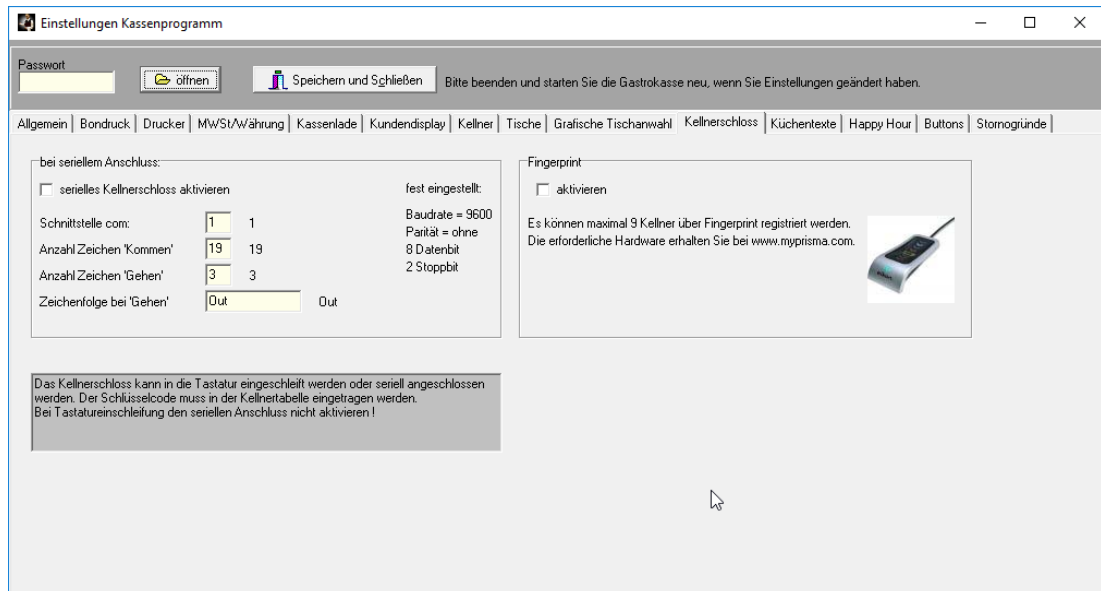 Einstellungen Kassenprogramm
Passwort
öffnen
Speichern und Schließen
Bitte beenden und starten Sie die Gastrokasse neu, wenn Sie Einstellungen geändert haben.
Allgemein Bondruck Drucker MWSt/Währung Kassenlade Kundendisplay Kellner Tische Grafische Tischanwahl Kellnerschloss Küchentexte Happy Hour Buttons Stornogründe
bei seriellem Anschluss:
serielles Kellnerschloss aktivieren
fest eingestellt:
Baudrate = 9600
Parität = ohne
8 Datenbit
2 Stoppbit
Schnittstelle com: 1 1
Anzahl Zeichen 'Kommen' 19 19
Anzahl Zeichen 'Gehen' 3 3
Zeichenfolge bei 'Gehen' Out Out
Fingerprint
aktivieren
Es können maximal 9 Kellner über Fingerprint registriert werden.
Die erforderliche Hardware erhalten Sie bei www.myprisma.com.
Das Kellnerschloss kann in die Tastatur eingeschleift werden oder seriell angeschlossen
werden. Der Schlüsselcode muss in der Kellnertabelle eingetragen werden.
Bei Tastatureinschleifung den seriellen Anschluss nicht aktivieren !